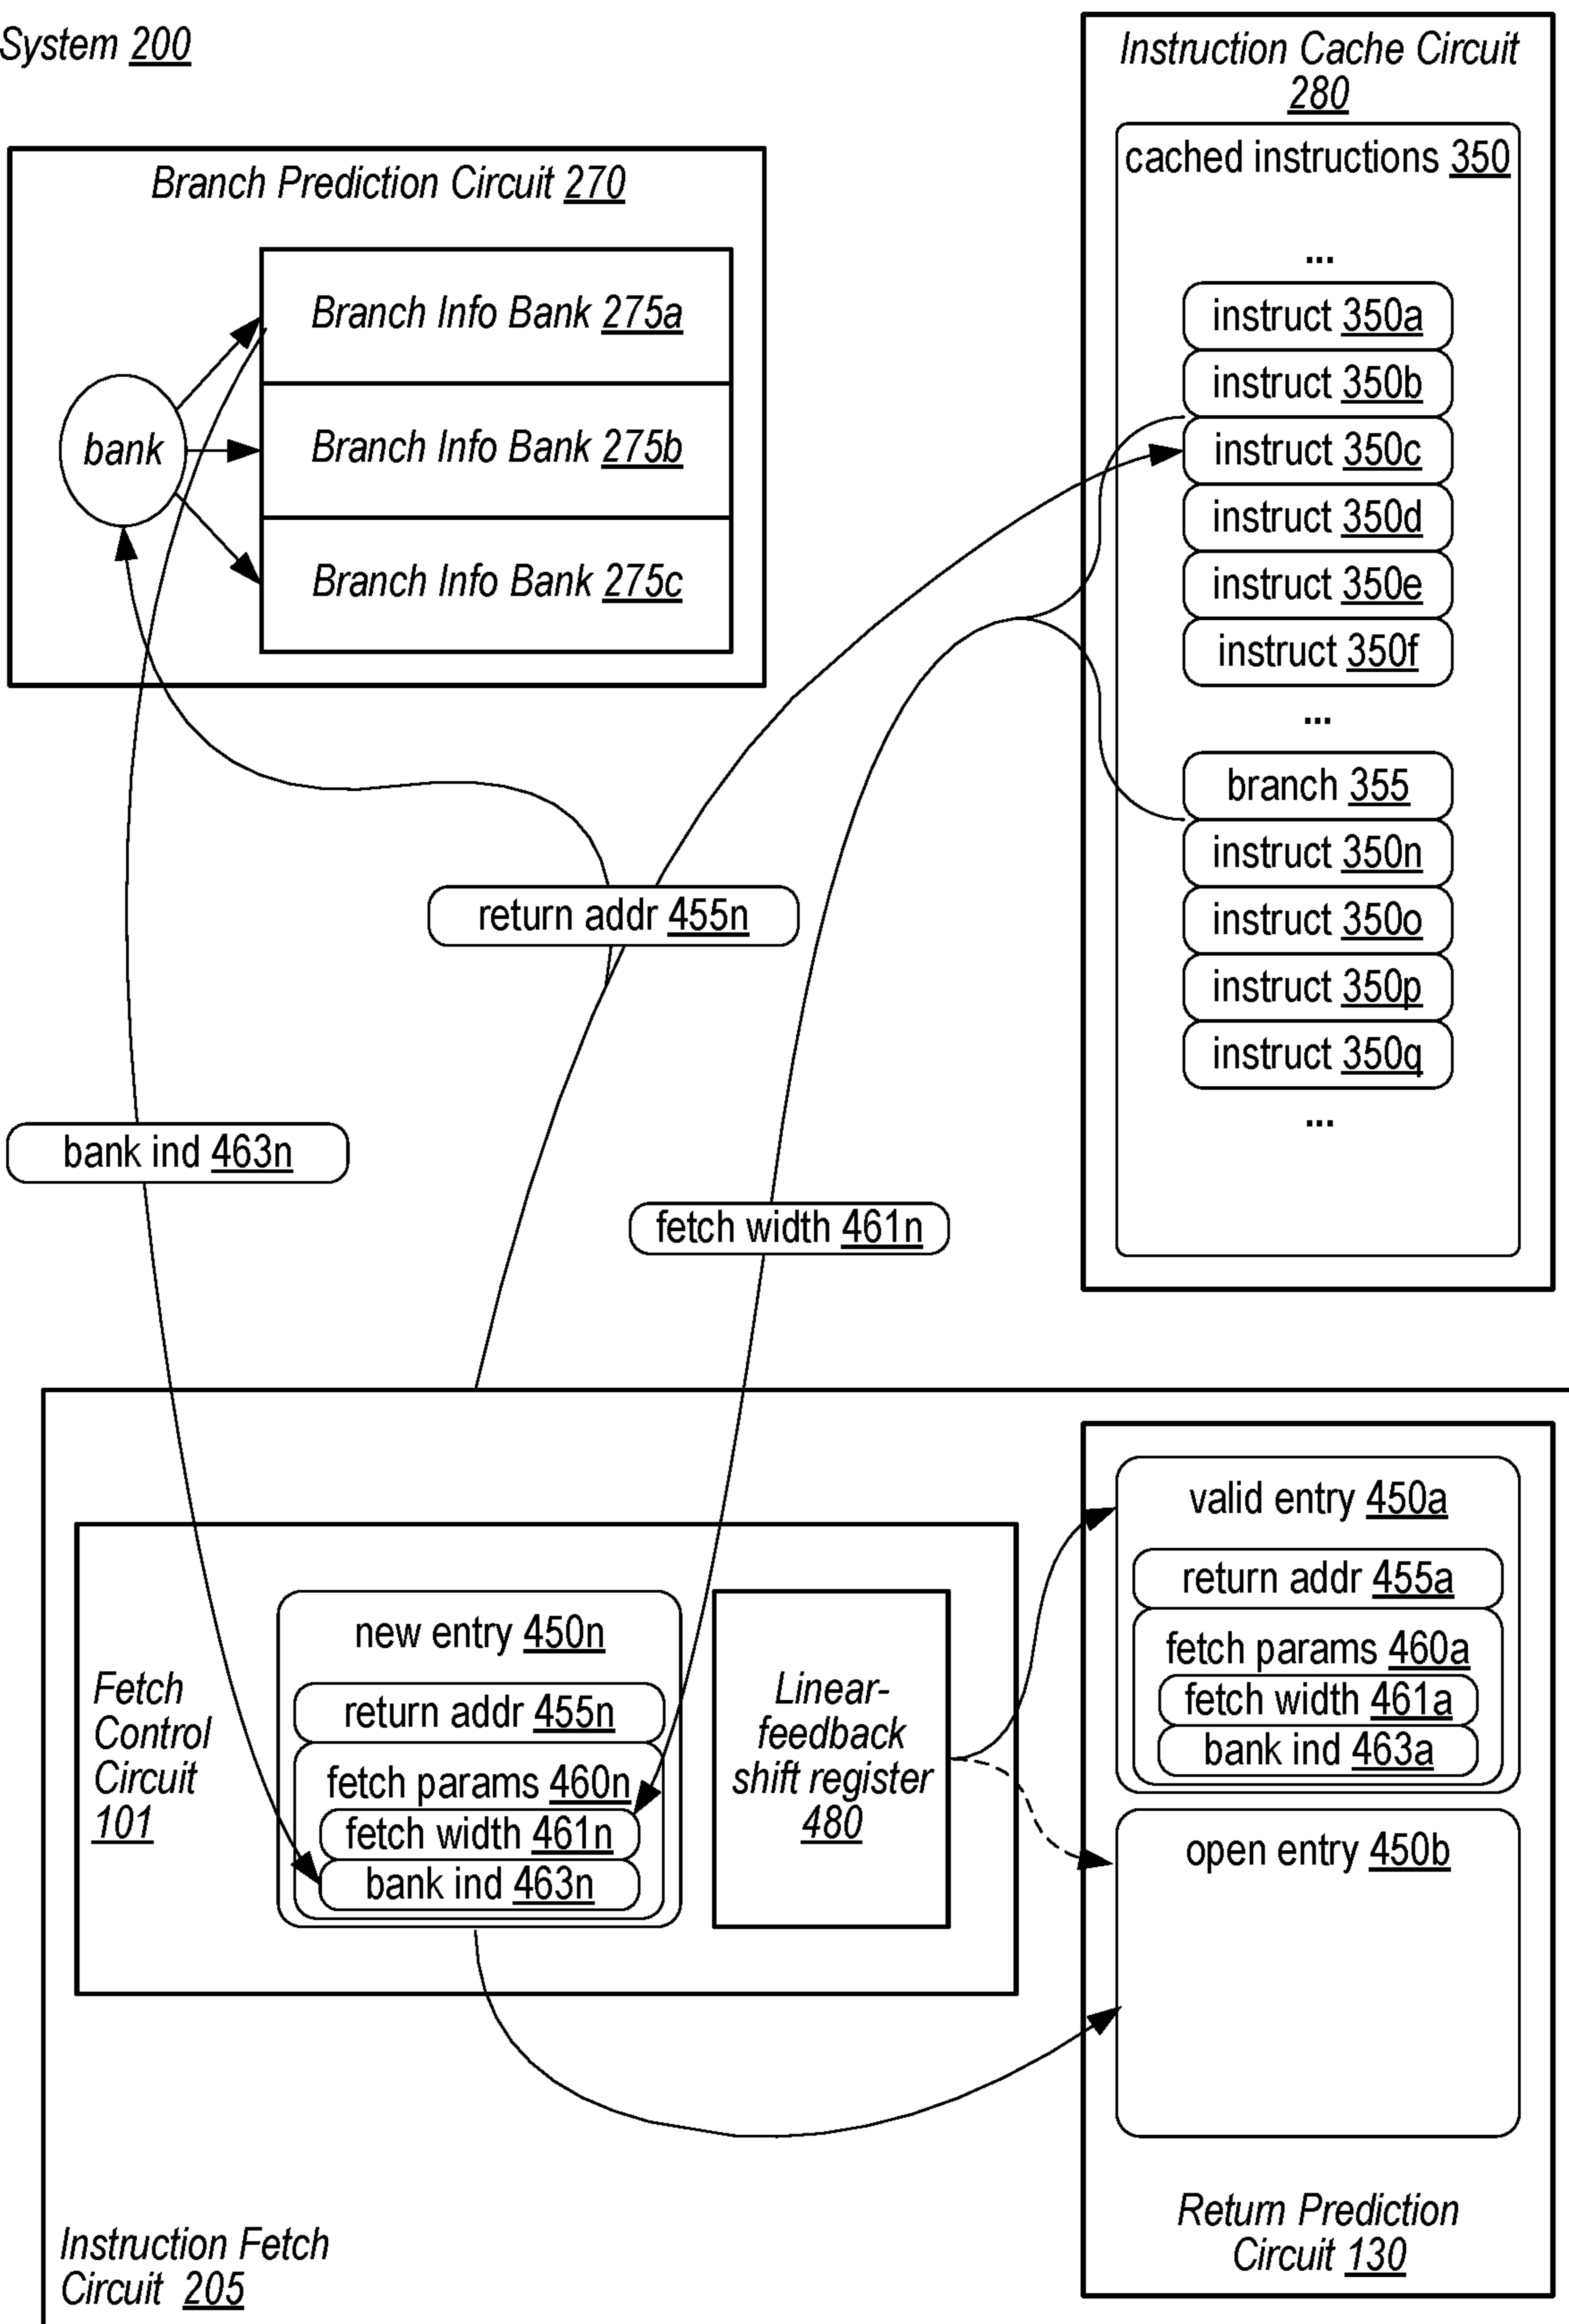 System 200
Instruction Cache Circuit
280
cached instructions 350
...
instruct 350a
instruct 350b
instruct 350c
instruct 350d
instruct 350e
instruct 350f
...
branch 355
instruct 350n
instruct 350o
instruct 350p
instruct 350q
...
Branch Prediction Circuit 270
bank
Branch Info Bank 275a
Branch Info Bank 275b
Branch Info Bank 275c
return addr 455n
bank ind 463n
fetch width 461n
Fetch
Control
Circuit
101
new entry 450n
return addr 455n
fetch params 460n
fetch width 461n
bank ind 463n
Linear-
feedback
shift register
480
valid entry 450a
return addr 455a
fetch params 460a
fetch width 461a
bank ind 463a
open entry 450b
Return Prediction
Circuit 130
Instruction Fetch
Circuit 205